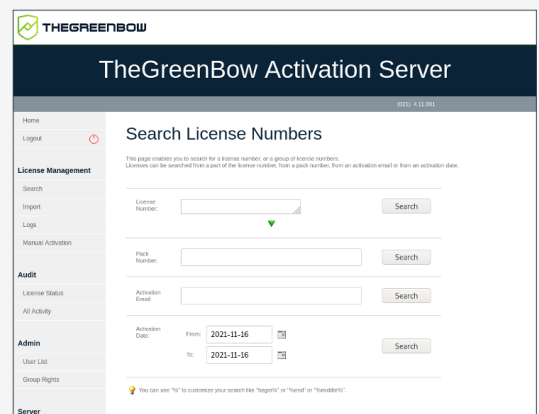 THEGREENBOW
TheGreenBow Activation Server
(021) 4.11.001
Home
Logout
License Management
Search
Import
Logs
Manual Activation
Audit
License Status
All Activity
Admin
User List
Group Rights
Server
Search License Numbers
This page enables you to search for a license number, or a group of license numbers.
Licenses can be searched from a part of the license number, from a pack number, from an activation email or from an activation date.
License
Number:
Search
Pack
Number:
Search
Activation
Email:
Search
Activation
Date:
From: 2021-11-16
To: 2021-11-16
Search
You can use "%" to customize your search like "begin%" or "%end" or "%middle%".